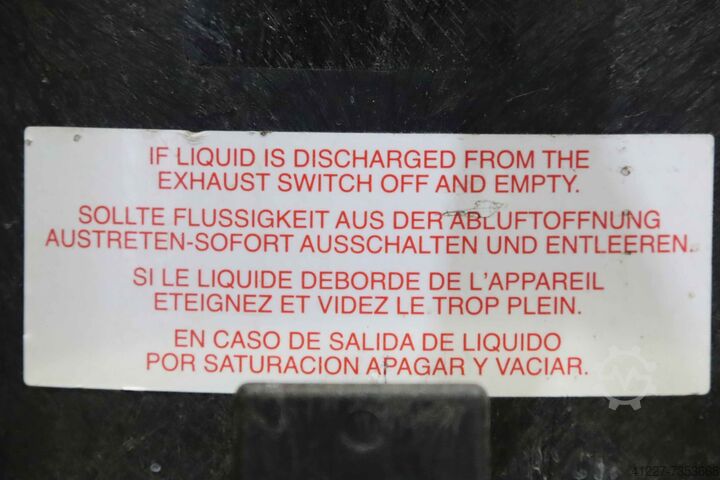 IF LIQUID IS DISCHARGED FROM THE
EXHAUST SWITCH OFF AND EMPTY.
SOLLTE FLUSSIGKEIT AUS DER ABLUFTOFFNUNG
AUSTRETEN-SOFORT AUSSCHALTEN UND ENTLEEREN.
SI LE LIQUIDE DEBORDE DE L'APPAREIL
ETEIGNEZ ET VIDEZ LE TROP PLEIN.
EN CASO DE SALIDA DE LIQUIDO
POR SATURACION APAGAR Y VACIAR.